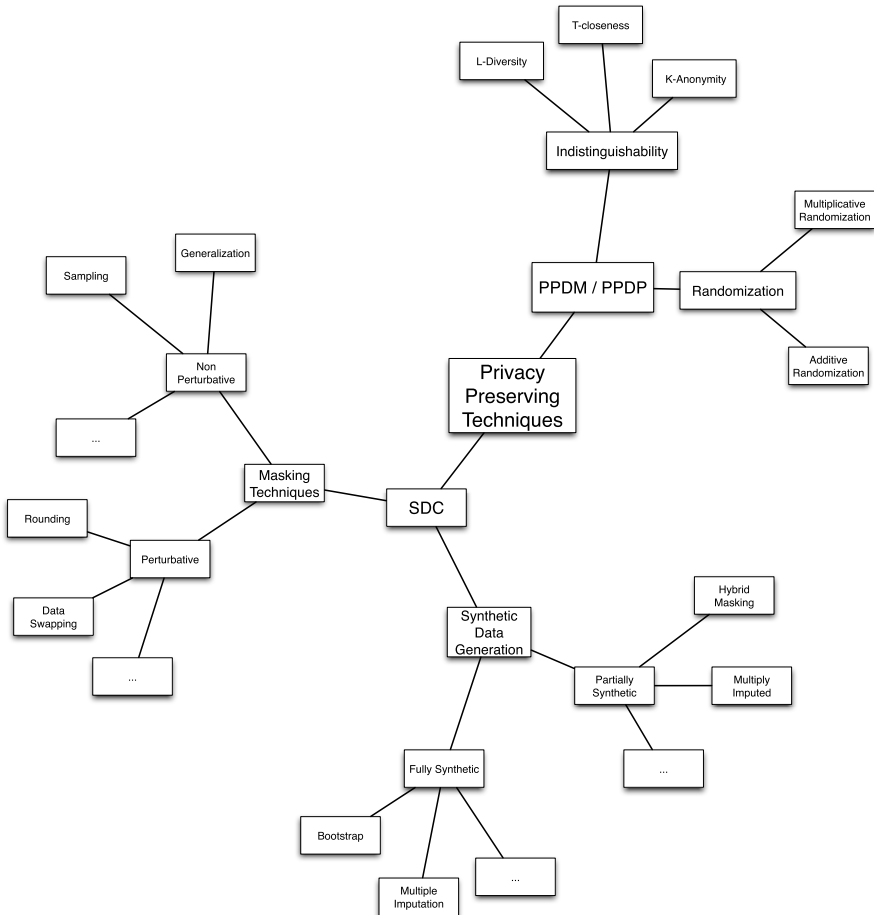 T-closeness
L-Diversity
K-Anonymity
Indistinguishability
Multiplicative
Randomization
Generalization
Sampling
PPDM / PPDP
Randomization
Non
Perturbative
Additive
Randomization
Privacy
Preserving
Techniques
...
Masking
Techniques
SDC
Rounding
Perturbative
Data
Swapping
Hybrid
Masking
Synthetic
Data
Generation
...
Partially
Synthetic
Multiply
Imputed
Fully Synthetic
...
Bootstrap
...
Multiple
Imputation